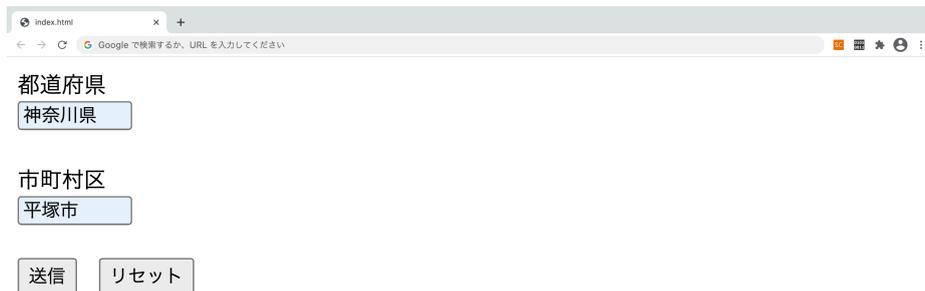 index.html
G Google で検索するか、URL を入力してください
SC
都道府県
神奈川県
市町村区
平塚市
送信 リセット